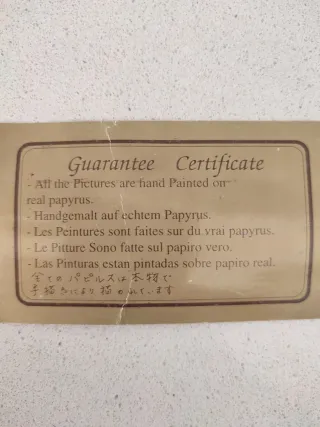 Guarantee Certificate
- All the Pictures are hand Painted on
real papyrus.
- Handgemalt auf echtem Papyrus.
- Les Peintures sont faites sur du vrai papyrus.
- Le Pitture Sono fatte sul papiro vero.
- Las Pinturas estan pintadas sobre papiro real.
全てのパピルスは本物で
手描きにより描かれています